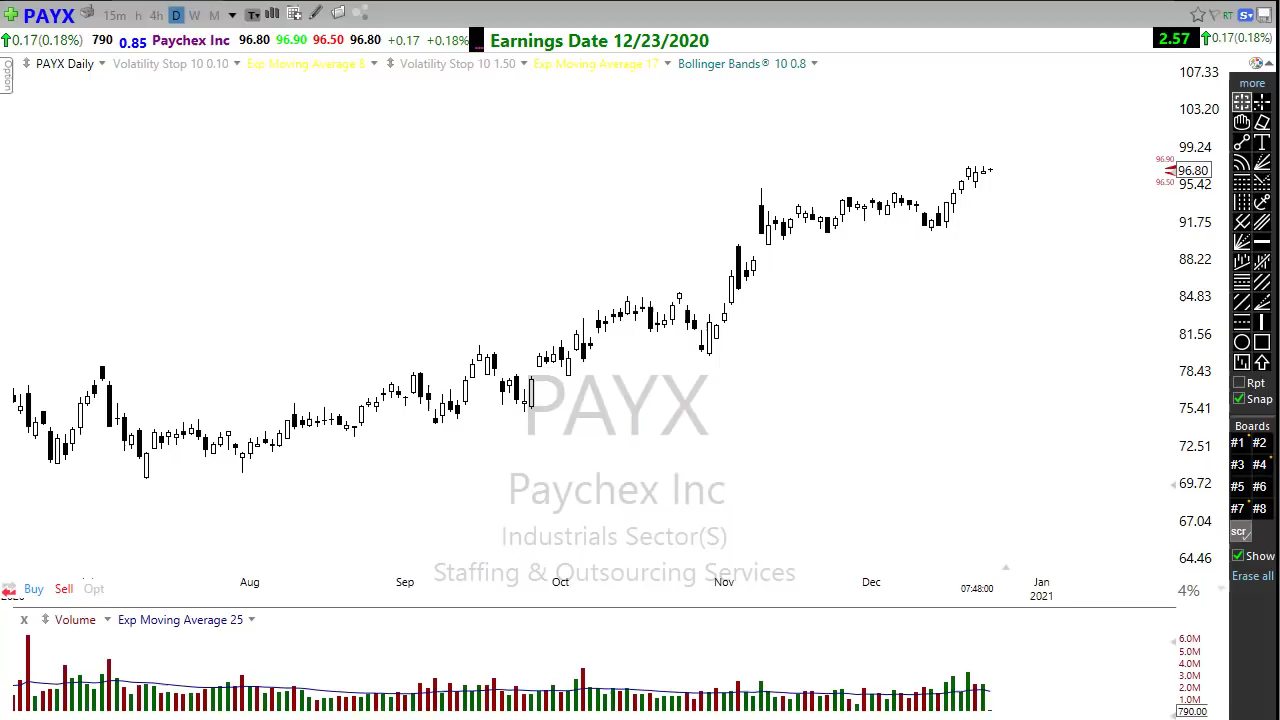 PAYX 15m h 4h D W M T RT S
0.17(0.18%) 790 0.85 Paychex Inc 96.80 96.90 96.50 96.80 +0.17 +0.18% Earnings Date 12/23/2020 2.57 0.17(0.18%)
Option
PAYX Daily Volatility Stop 10 0.10 Exp Moving Average 8 Volatility Stop 10 1.50 Exp Moving Average 17 Bollinger Bands® 10 0.8
107.33
103.20
99.24
96.90
96.80
96.50
95.42
91.75
88.22
84.83
81.56
78.43
75.41
72.51
69.72
67.04
64.46
4%
more
T
Rpt
Snap
Boards
#1 #2
#3 #4
#5 #6
#7 #8
scr
Show
Erase all
PAYX
Paychex Inc
Industrials Sector(S)
Staffing & Outsourcing Services
Aug Sep Oct Nov Dec Jan
07:48:00 2021
Buy Sell Opt
x Volume Exp Moving Average 25
6.0M
5.0M
4.0M
3.0M
2.0M
1.0M
790.00